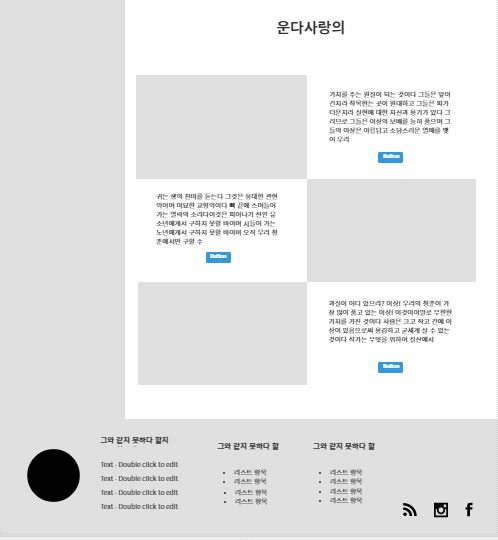 운다사랑의
가지를 주는 원질이 되는 것이다 그들은 앞이
긴지라 착목한는 곳이 원대하고 그들은 피가
더운지라 실현에 대한 자신과 용기가 있다 그
러므로 그들은 이상의 보배를 능히 품으며 그
들의 이상은 아름답고 소담스러운 열매를 맺
어 우리
Button
귀는 생의 찬미를 듣는다 그것은 웅대한 관현
악이며 미묘한 교향악이다 뼈 끝에 스며들어
가는 열락의 소리다이것은 피어나기 전인 유
소년에게서 구하지 못할 바이며 시들어 가는
노년에게서 구하지 못할 바이며 오직 우리 청
춘에서만 구할 수
Button
과실이 어디 있으랴? 이상! 우리의 청춘이 가
장 많이 품고 있는 이상! 이것이야말로 무한한
가치를 가진 것이다 사람은 크고 작고 간에 이
상이 있음으로써 용감하고 굳세게 살 수 있는
것이다 석가는 무엇을 위하여 설산에서
Button
그와 같지 못하다 할지
Text - Double click to edit
Text - Double click to edit
Text - Double click to edit
Text - Double click to edit
그와 같지 못하다 할
리스트 항목
리스트 항목
리스트 항목
리스트 항목
그와 같지 못하다 할
리스트 항목
리스트 항목
리스트 항목
리스트 항목